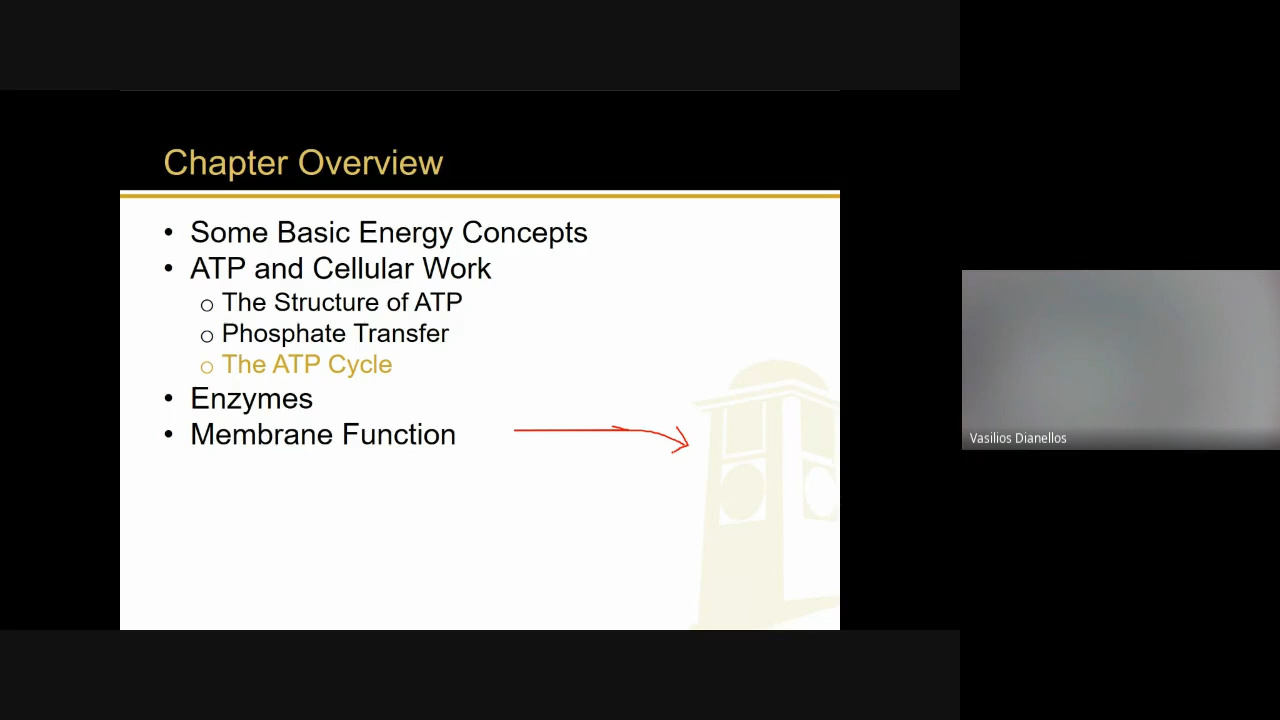 Chapter Overview
• Some Basic Energy Concepts
• ATP and Cellular Work
o The Structure of ATP
o Phosphate Transfer
o The ATP Cycle
• Enzymes
• Membrane Function
Vasilios Dianellos